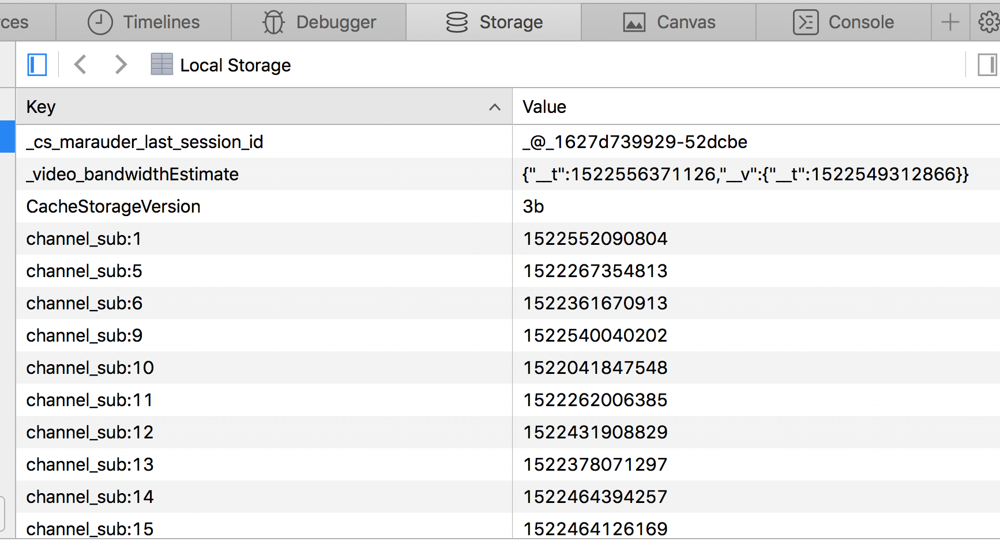 Timelines Debugger Storage Canvas Console
Local Storage
Key Value
_cs_marauder_last_session_id _@_1627d739929-52dcbe
_video_bandwidthEstimate {"__t":1522556371126,"__v":{"__t":1522549312866}}
CacheStorageVersion 3b
channel_sub:1 1522552090804
channel_sub:5 1522267354813
channel_sub:6 1522361670913
channel_sub:9 1522540040202
channel_sub:10 1522041847548
channel_sub:11 1522262006385
channel_sub:12 1522431908829
channel_sub:13 1522378071297
channel_sub:14 1522464394257
channel_sub:15 1522464126169